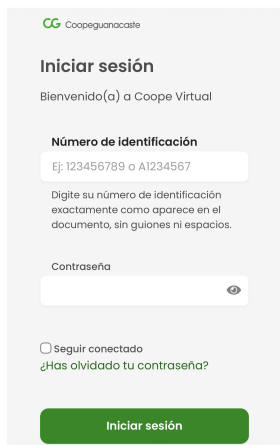 CG Coopeguanacaste
Iniciar sesión
Bienvenido(a) a Coope Virtual
Número de identificación
Ej: 123456789 o A1234567
Digite su número de identificación
exactamente como aparece en el
documento, sin guiones ni espacios.
Contraseña
Seguir conectado
¿Has olvidado tu contraseña?
Iniciar sesión